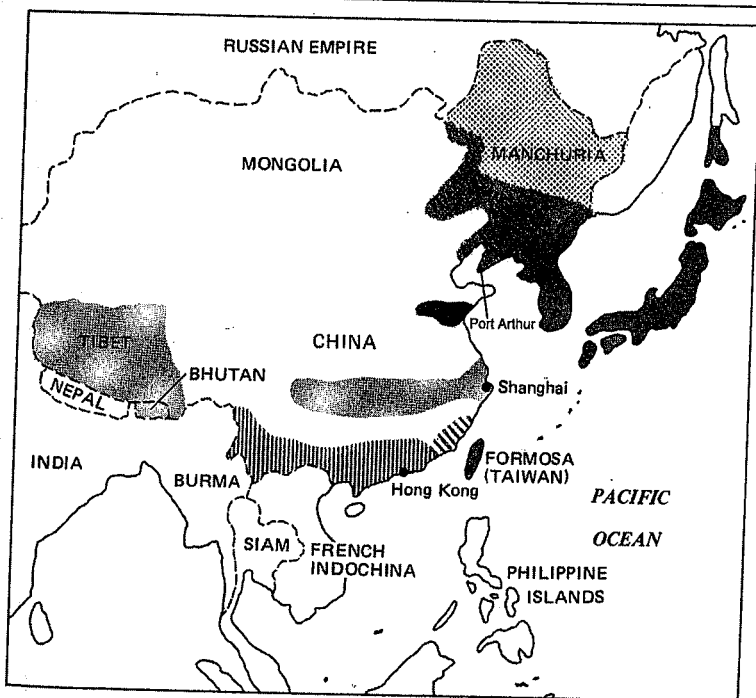 RUSSIAN EMPIRE
MONGOLIA
MANCHURIA
Port Arthur
TIBET
CHINA
BHUTAN
NEPAL
Shanghai
INDIA
BURMA
Hong Kong
FORMOSA
(TAIWAN)
PACIFIC
OCEAN
SIAM
FRENCH
INDOCHINA
PHILIPPINE
ISLANDS